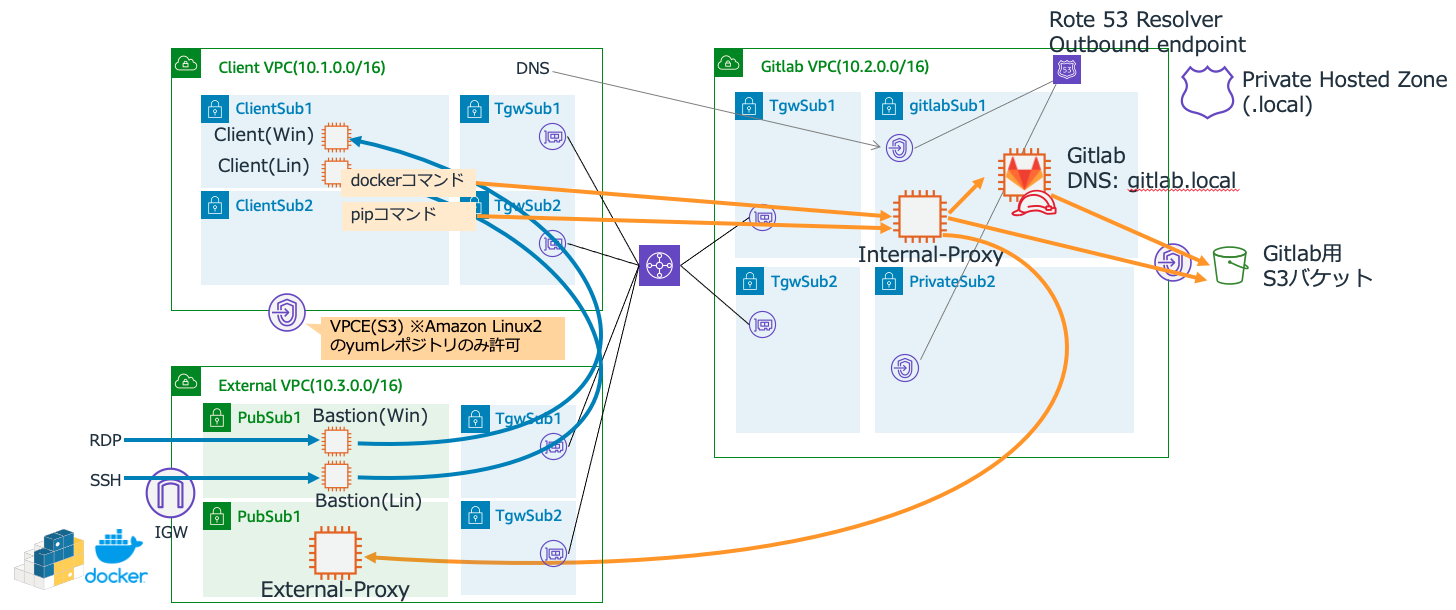 Rote 53 Resolver
Outbound endpoint
Private Hosted Zone
(.local)
Client VPC(10.1.0.0/16)
DNS
ClientSub1
TgwSub1
Client(Win)
Client(Lin)
dockerコマンド
ClientSub2
TgwSub2
pipコマンド
VPCE(S3) ※Amazon Linux2
のyumレポジトリのみ許可
Gitlab VPC(10.2.0.0/16)
53
TgwSub1
gitlabSub1
Gitlab
DNS: gitlab.local
Internal-Proxy
TgwSub2
PrivateSub2
Gitlab用
S3バケット
External VPC(10.3.0.0/16)
PubSub1
Bastion(Win)
TgwSub1
RDP
SSH
Bastion(Lin)
IGW
PubSub1
TgwSub2
External-Proxy
docker